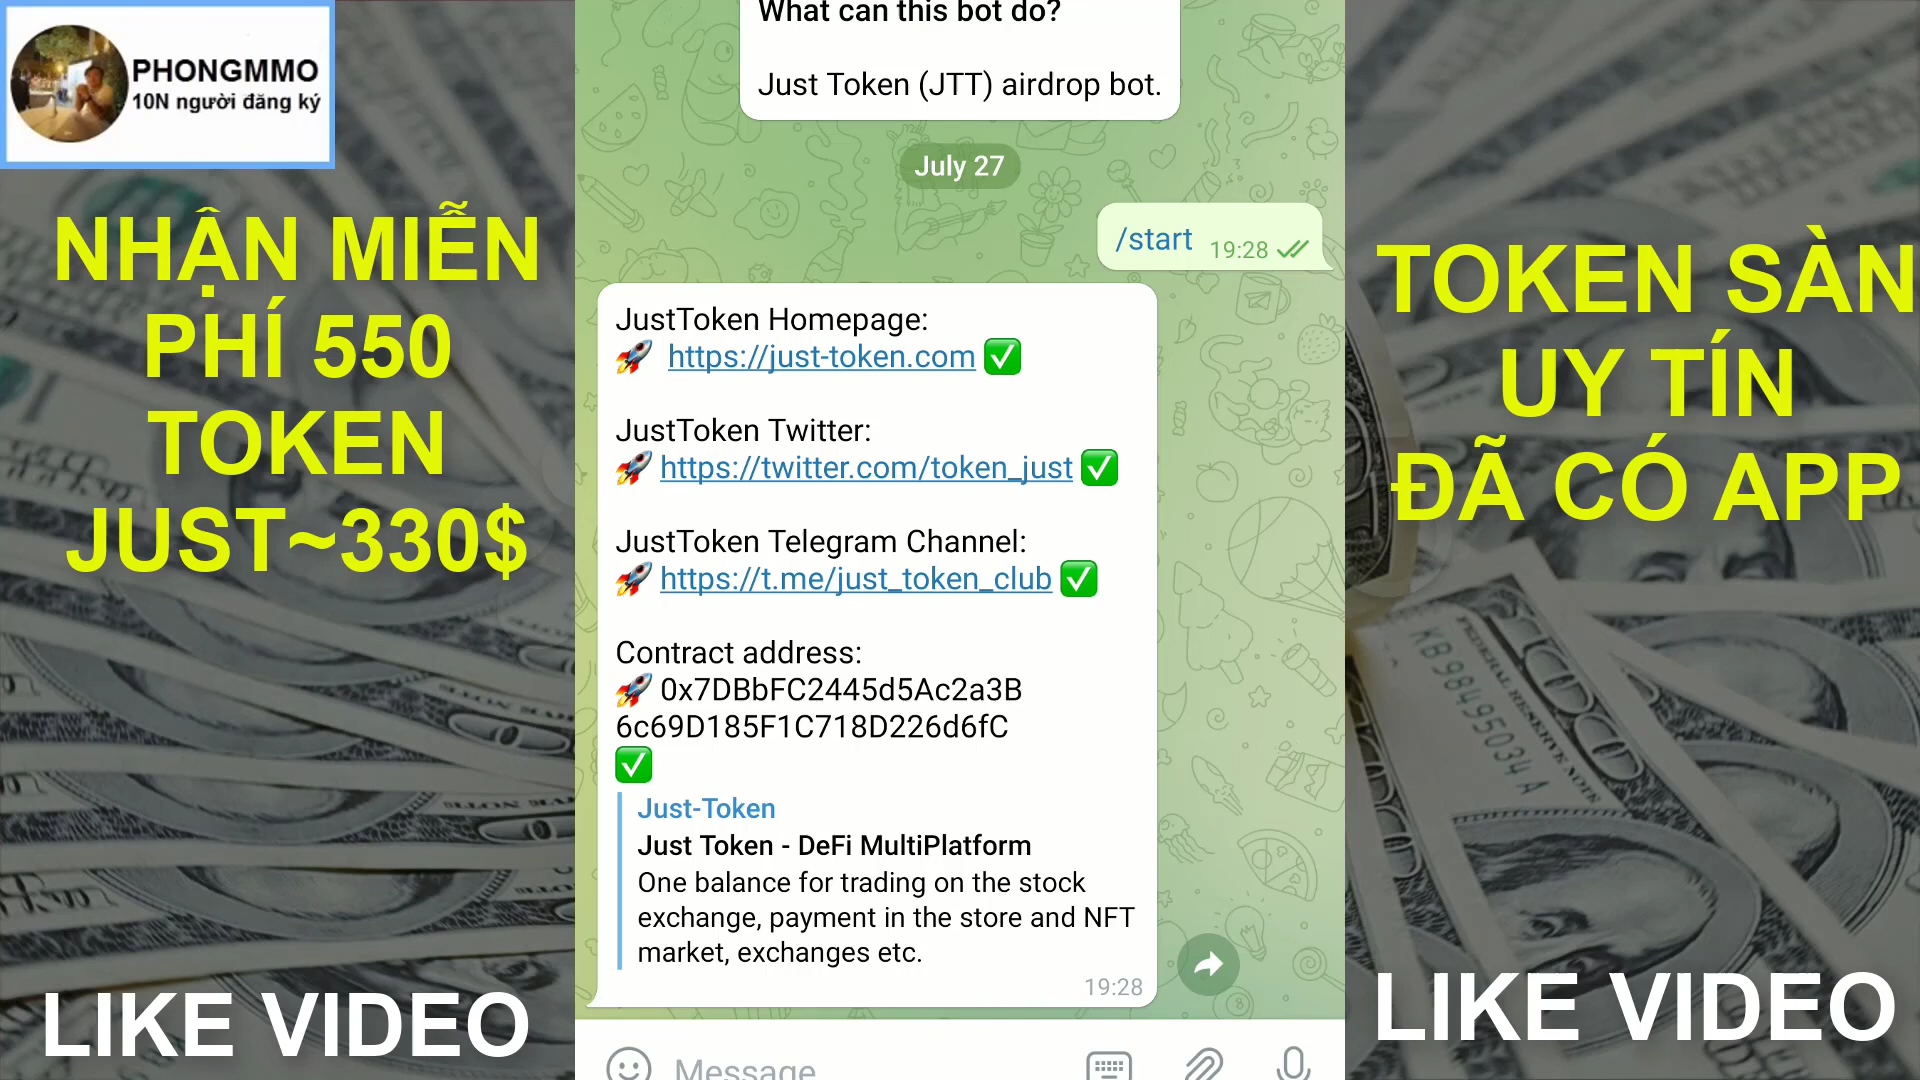 PHONGMMO
10N người đăng ký
NHẬN MIỄN
PHÍ 550
TOKEN
JUST~330$
LIKE VIDEO
What can this bot do?
Just Token (JTT) airdrop bot.
July 27
/start 19:28
JustToken Homepage:
🚀 https://just-token.com ✅
JustToken Twitter:
🚀 https://twitter.com/token_just ✅
JustToken Telegram Channel:
🚀 https://t.me/just_token_club ✅
Contract address:
🚀 0x7DBbFC2445d5Ac2a3B
6c69D185F1C718D226d6fC
✅
Just-Token
Just Token - DeFi MultiPlatform
One balance for trading on the stock
exchange, payment in the store and NFT
market, exchanges etc.
19:28
Message
TOKEN SÀN
UY TÍN
ĐÃ CÓ APP
KB98495034A
FEDERAL RESERVE NOTE
LIKE VIDEO